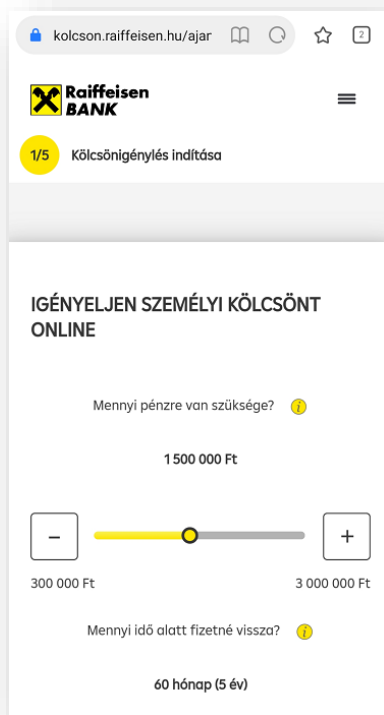 kolcson.raiffeisen.hu/ajar
2
Raiffeisen
BANK
1/5
Kölcsönigénylés indítása
IGÉNYELJEN SZEMÉLYI KÖLCSÖNT
ONLINE
Mennyi pénzre van szüksége? i
1 500 000 Ft
− +
300 000 Ft 3 000 000 Ft
Mennyi idő alatt fizetné vissza? i
60 hónap (5 év)